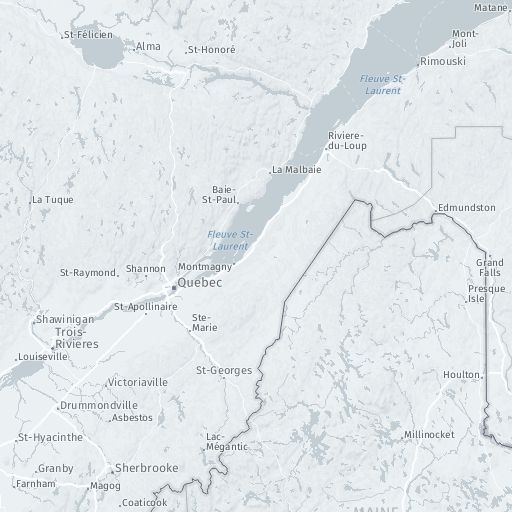 Matane
St-Félicien
Alma
St-Honoré
Mont-
Joli
Rimouski
Fleuve St-
Laurent
Riviere-
du-Loup
La Malbaie
Baie-
St-Paul
La Tuque
Edmundston
Fleuve St-
Laurent
St-Raymond
Shannon
Montmagny
Quebec
Grand
Falls
Presque
Isle
St-Apollinaire
Shawinigan
Trois-
Rivieres
Ste-
Marie
Louiseville
St-Georges
Houlton
Victoriaville
Drummondville
Asbestos
St-Hyacinthe
Lac-
Mégantic
Millinocket
Granby
Sherbrooke
Farnham
Magog
Coaticook
MAINE